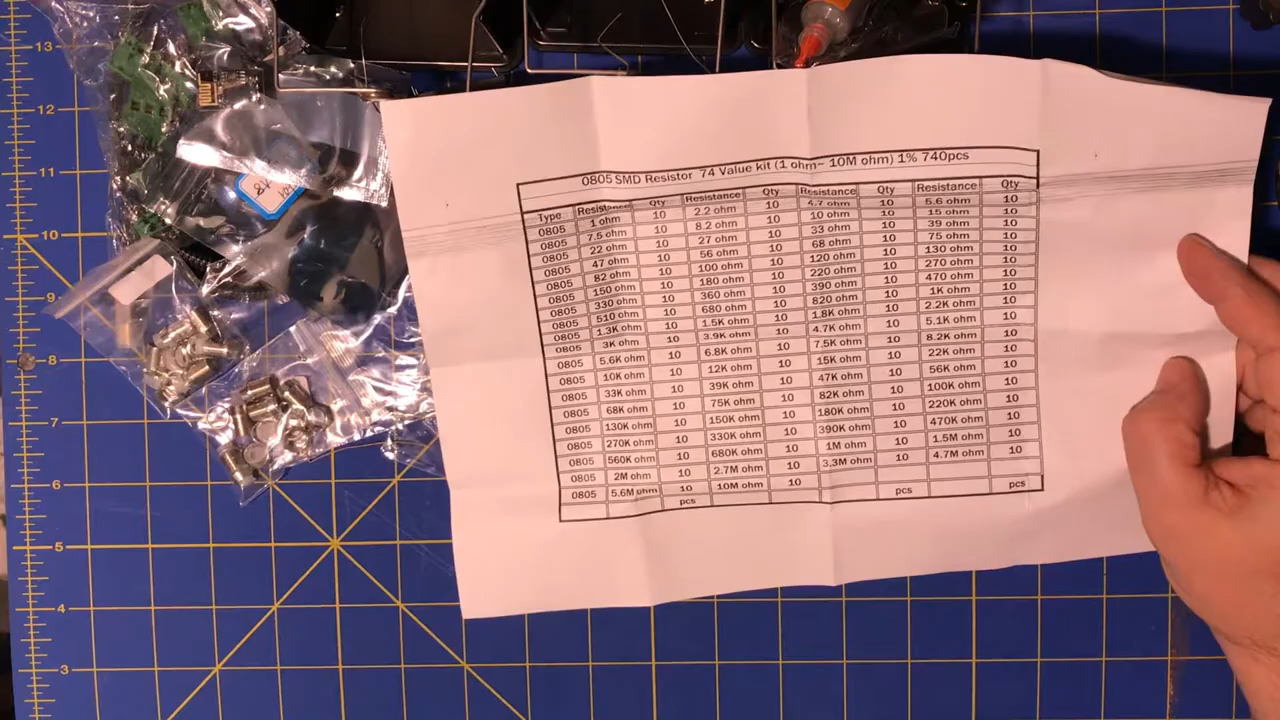 13
12
11
10
9
8
7
6
5
4
3
48
0805 SMD Resistor 74 Value kit (1 ohm~ 10M ohm) 1% 740pcs
Type Resistance Qty Resistance Qty Resistance Qty Resistance Qty
0805 1 ohm 10 2.2 ohm 10 4.7 ohm 10 5.6 ohm 10
0805 7.5 ohm 10 8.2 ohm 10 10 ohm 10 15 ohm 10
0805 22 ohm 10 27 ohm 10 33 ohm 10 39 ohm 10
0805 47 ohm 10 56 ohm 10 68 ohm 10 75 ohm 10
0805 82 ohm 10 100 ohm 10 120 ohm 10 130 ohm 10
0805 150 ohm 10 180 ohm 10 220 ohm 10 270 ohm 10
0805 330 ohm 10 360 ohm 10 390 ohm 10 470 ohm 10
0805 510 ohm 10 680 ohm 10 820 ohm 10 1K ohm 10
0805 1.3K ohm 10 1.5K ohm 10 1.8K ohm 10 2.2K ohm 10
0805 3K ohm 10 3.9K ohm 10 4.7K ohm 10 5.1K ohm 10
0805 5.6K ohm 10 6.8K ohm 10 7.5K ohm 10 8.2K ohm 10
0805 10K ohm 10 12K ohm 10 15K ohm 10 22K ohm 10
0805 33K ohm 10 39K ohm 10 47K ohm 10 56K ohm 10
0805 68K ohm 10 75K ohm 10 82K ohm 10 100K ohm 10
0805 130K ohm 10 150K ohm 10 180K ohm 10 220K ohm 10
0805 270K ohm 10 330K ohm 10 390K ohm 10 470K ohm 10
0805 560K ohm 10 680K ohm 10 1M ohm 10 1.5M ohm 10
0805 2M ohm 10 2.7M ohm 10 3.3M ohm 10 4.7M ohm 10
0805 5.6M ohm 10 10M ohm 10
pcs pcs pcs